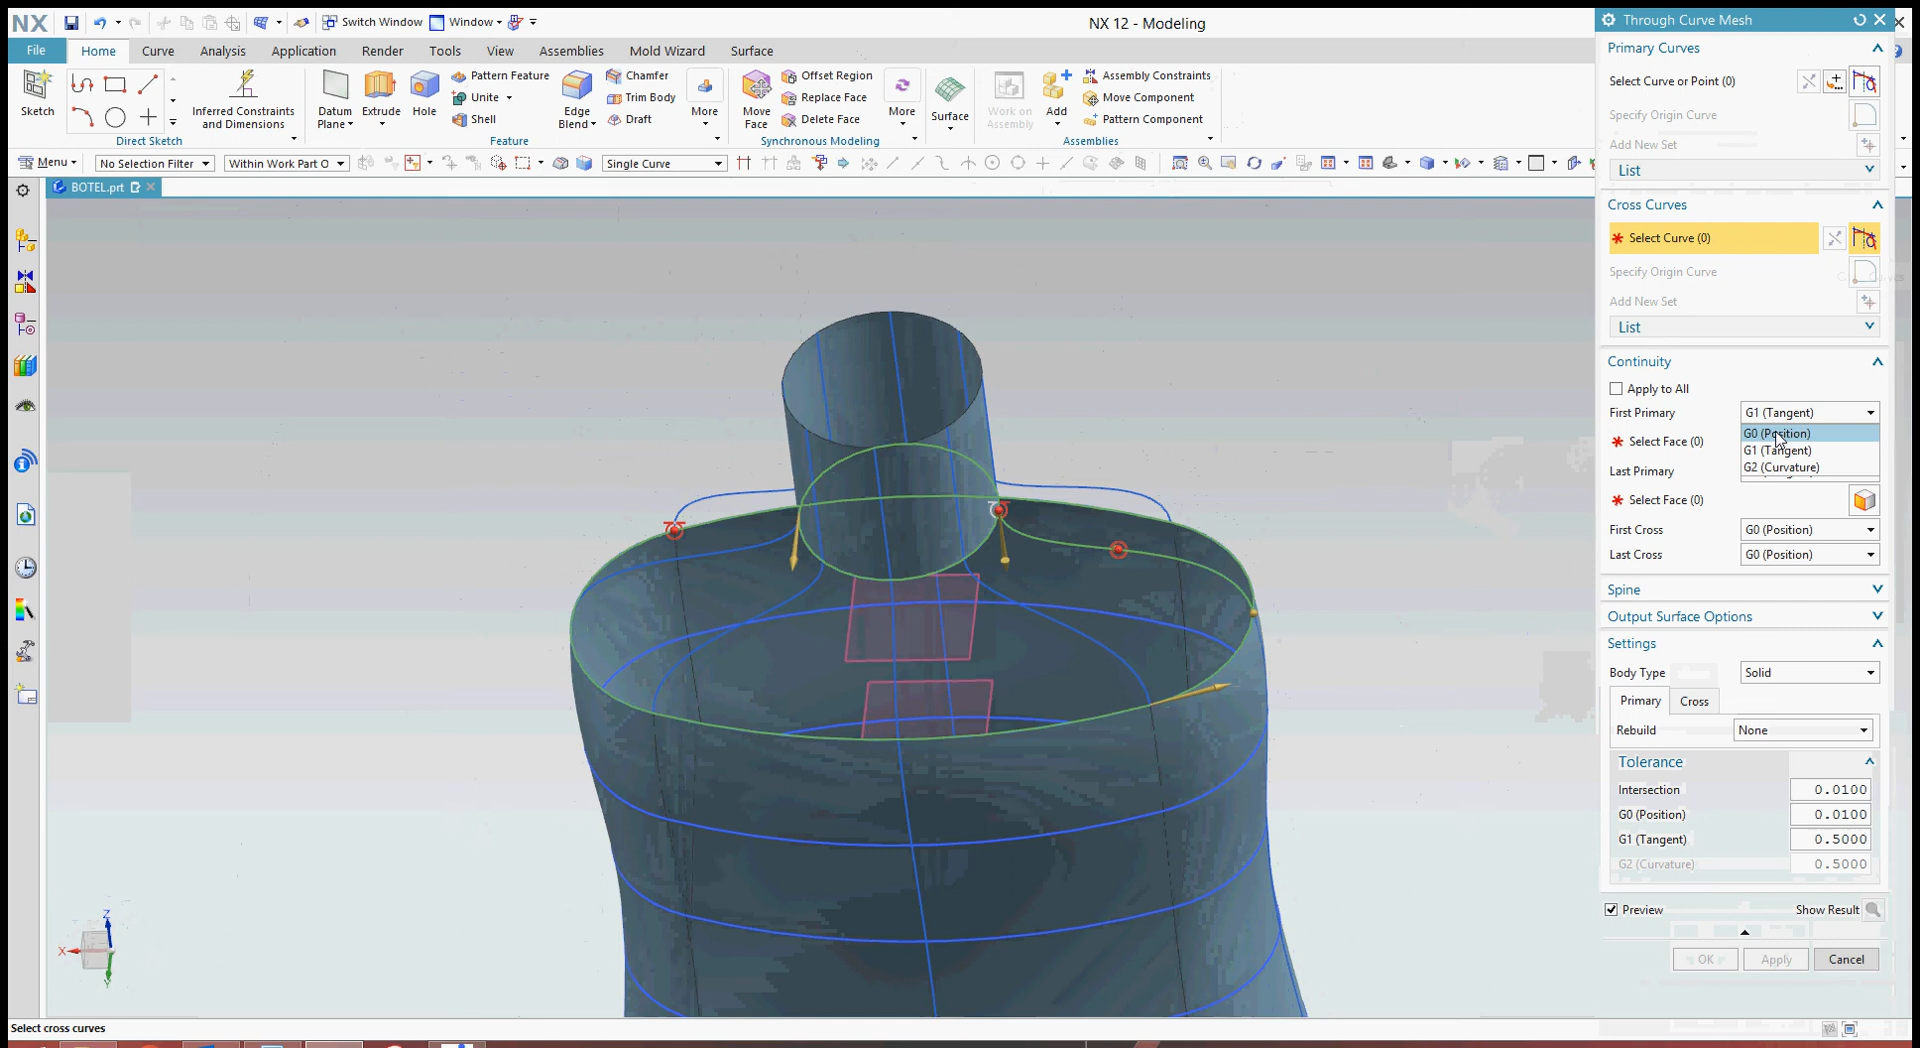 NX Switch Window Window NX 12 - Modeling Through Curve Mesh
File Home Curve Analysis Application Render Tools View Assemblies Mold Wizard Surface
Sketch
Inferred Constraints and Dimensions
Direct Sketch
Datum Plane
Extrude
Hole
Pattern Feature
Unite
Shell
Edge Blend
Chamfer
Trim Body
Draft
More
Feature
Move Face
Offset Region
Replace Face
Delete Face
More
Synchronous Modeling
Surface
Work on Assembly
Add
Assembly Constraints
Move Component
Pattern Component
Assemblies
Menu No Selection Filter Within Work Part O Single Curve
BOTEL.prt
Primary Curves
Select Curve or Point (0)
Specify Origin Curve
Add New Set
List
Cross Curves
* Select Curve (0)
Specify Origin Curve
Add New Set
List
Continuity
Apply to All
First Primary G1 (Tangent)
G0 (Position)
* Select Face (0) G1 (Tangent)
Last Primary G2 (Curvature)
* Select Face (0)
First Cross G0 (Position)
Last Cross G0 (Position)
Spine
Output Surface Options
Settings
Body Type Solid
Primary Cross
Rebuild None
Tolerance
Intersection 0.0100
G0 (Position) 0.0100
G1 (Tangent) 0.5000
G2 (Curvature) 0.5000
Preview Show Result
OK Apply Cancel
Z
X
Select cross curves